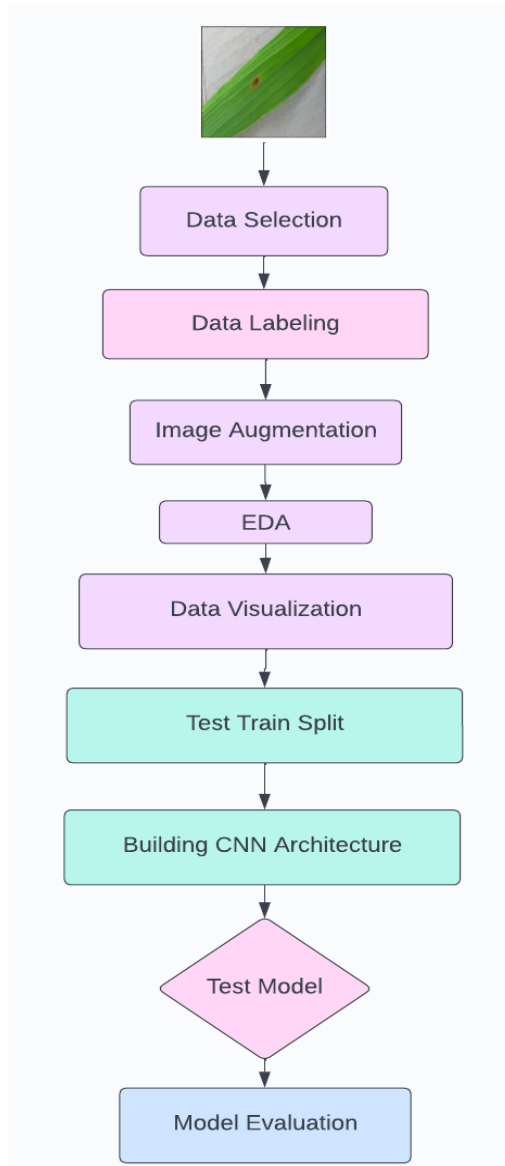 Data Selection
Data Labeling
Image Augmentation
EDA
Data Visualization
Test Train Split
Building CNN Architecture
Test Model
Model Evaluation